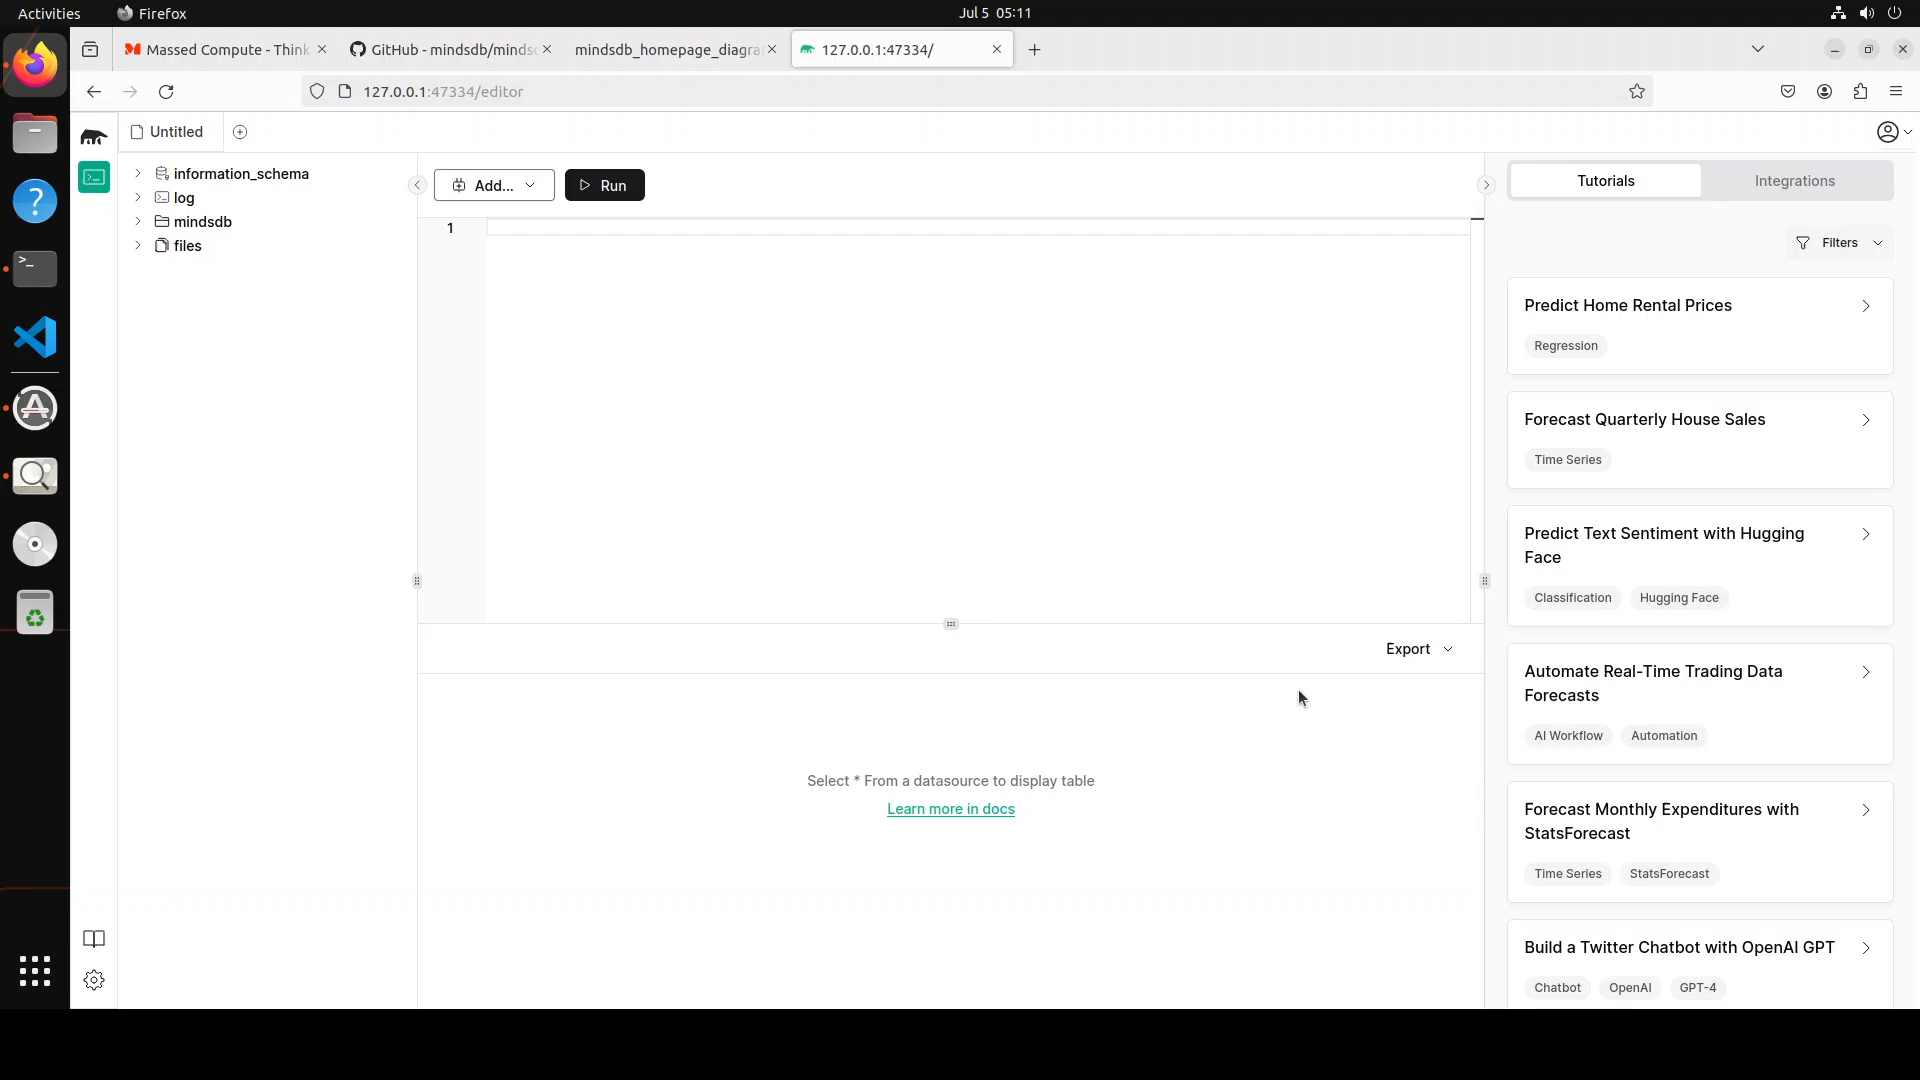 Activities
Firefox
Jul 5 05:11
Massed Compute - Think
GitHub - mindsdb/minds
mindsdb_homepage_diagra
127.0.0.1:47334/
127.0.0.1:47334/editor
Untitled
information_schema
log
mindsdb
files
Add...
Run
1
Export
Select * From a datasource to display table
Learn more in docs
Tutorials
Integrations
Filters
Predict Home Rental Prices
Regression
Forecast Quarterly House Sales
Time Series
Predict Text Sentiment with Hugging
Face
Classification
Hugging Face
Automate Real-Time Trading Data
Forecasts
AI Workflow
Automation
Forecast Monthly Expenditures with
StatsForecast
Time Series
StatsForecast
Build a Twitter Chatbot with OpenAI GPT
Chatbot
OpenAI
GPT-4